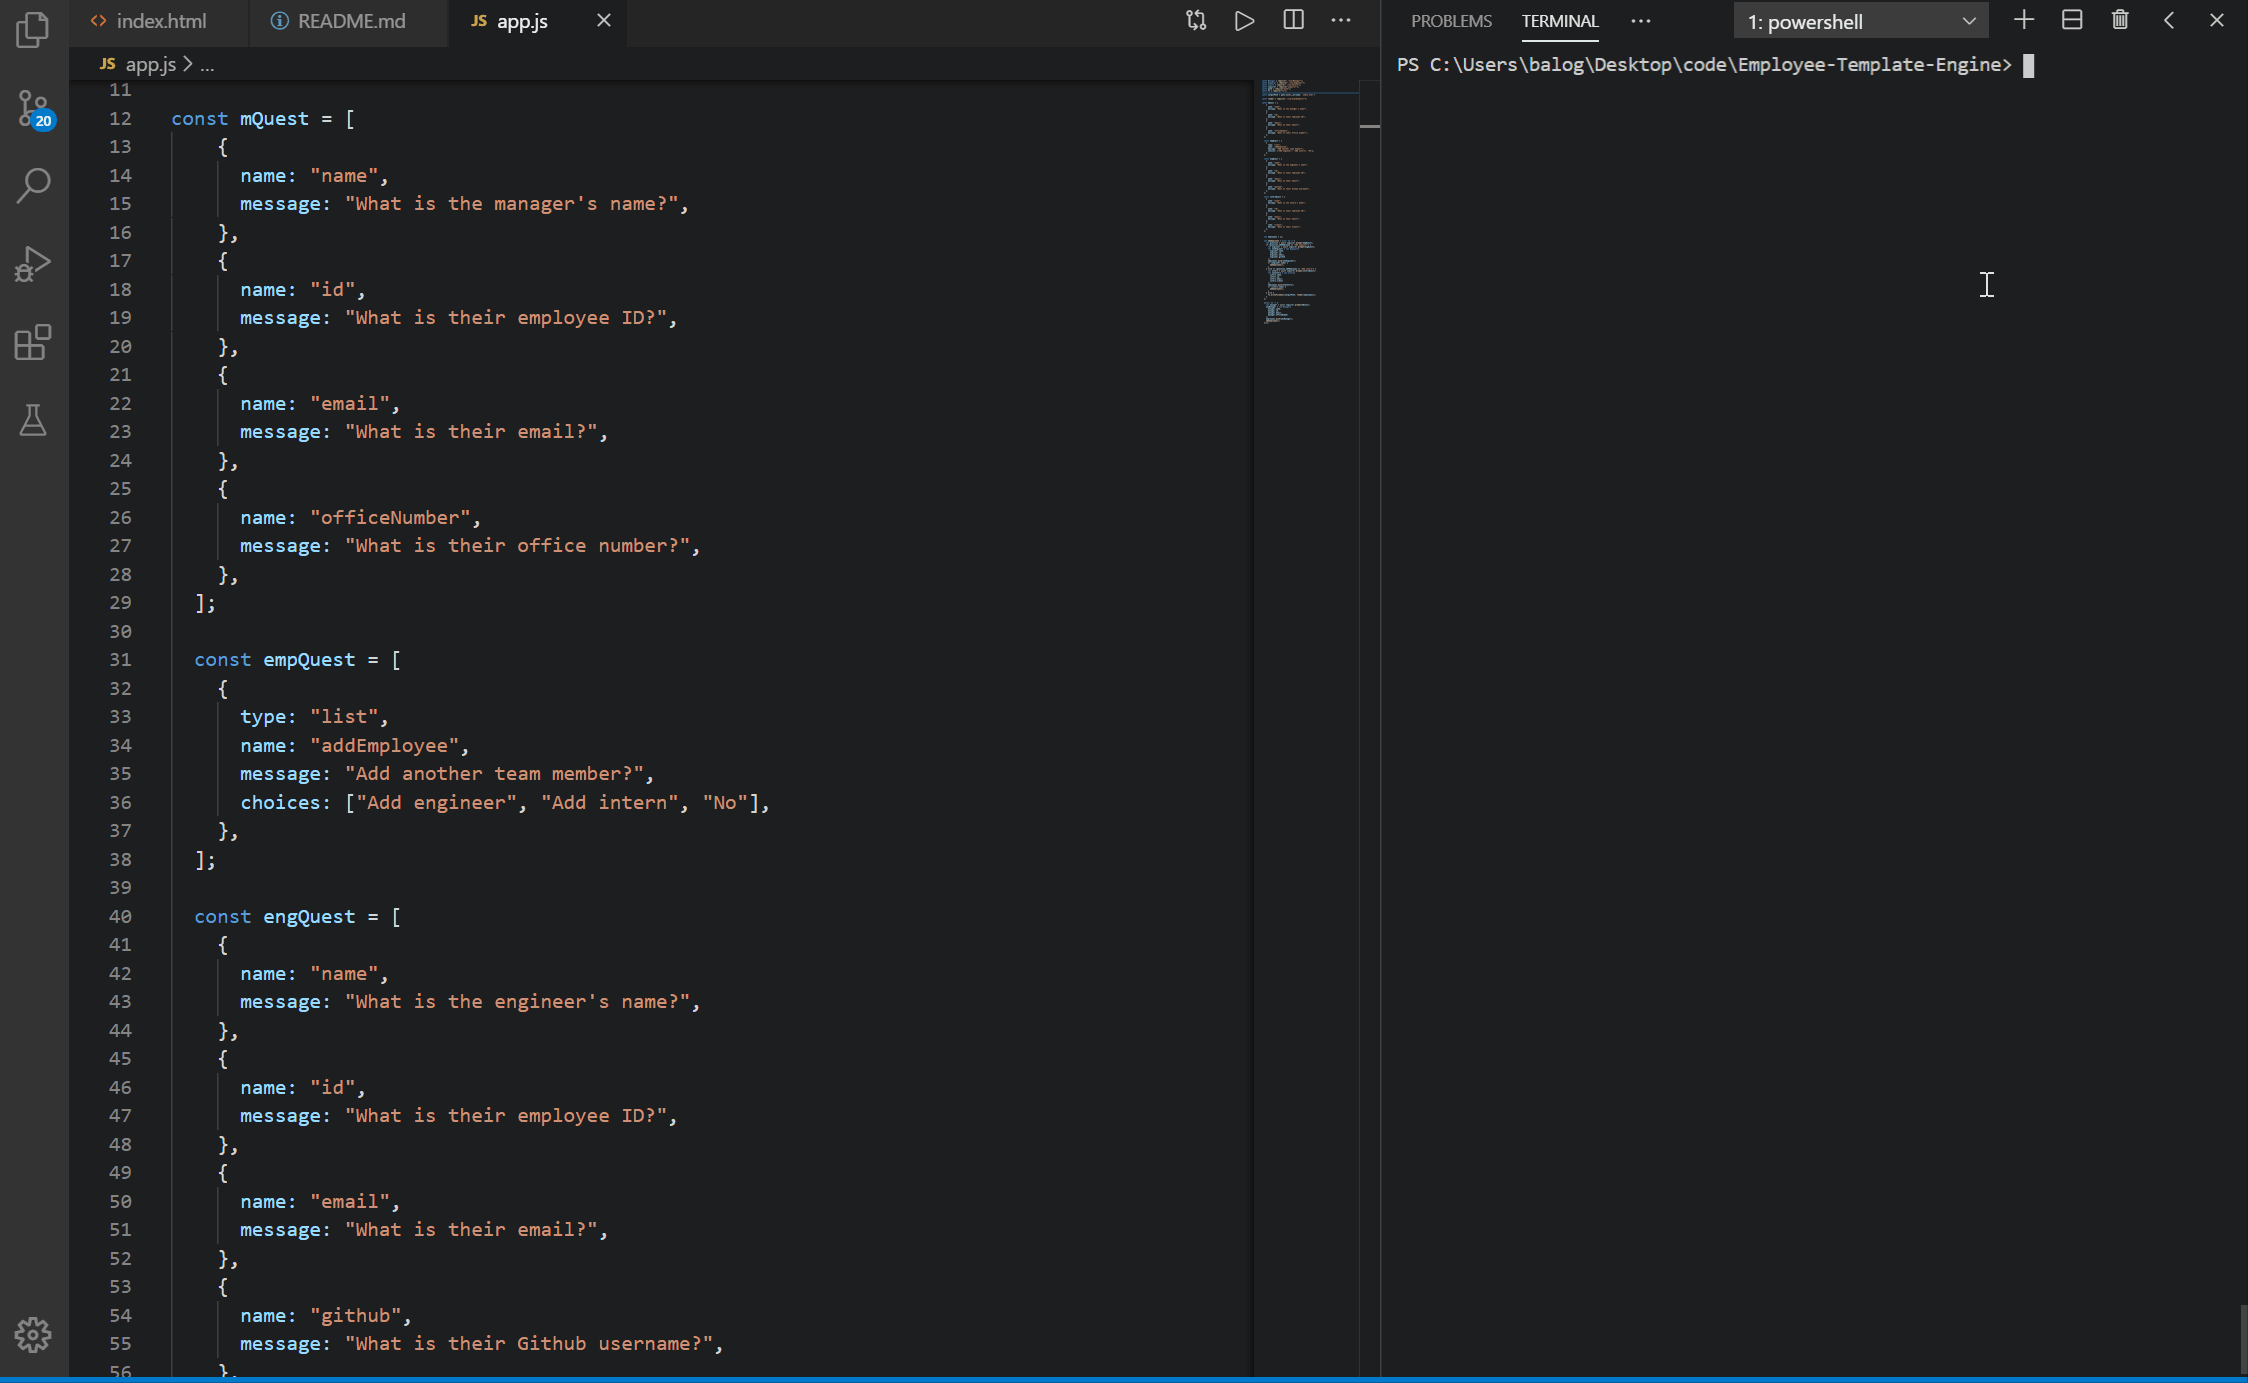 index.html
README.md
JS app.js
PROBLEMS
TERMINAL
1: powershell
JS app.js > ...
PS C:\Users\balog\Desktop\code\Employee-Template-Engine>
20
11
12 const mQuest = [
13 {
14 name: "name",
15 message: "What is the manager's name?",
16 },
17 {
18 name: "id",
19 message: "What is their employee ID?",
20 },
21 {
22 name: "email",
23 message: "What is their email?",
24 },
25 {
26 name: "officeNumber",
27 message: "What is their office number?",
28 },
29 ];
30
31 const empQuest = [
32 {
33 type: "list",
34 name: "addEmployee",
35 message: "Add another team member?",
36 choices: ["Add engineer", "Add intern", "No"],
37 },
38 ];
39
40 const engQuest = [
41 {
42 name: "name",
43 message: "What is the engineer's name?",
44 },
45 {
46 name: "id",
47 message: "What is their employee ID?",
48 },
49 {
50 name: "email",
51 message: "What is their email?",
52 },
53 {
54 name: "github",
55 message: "What is their Github username?",
56 },